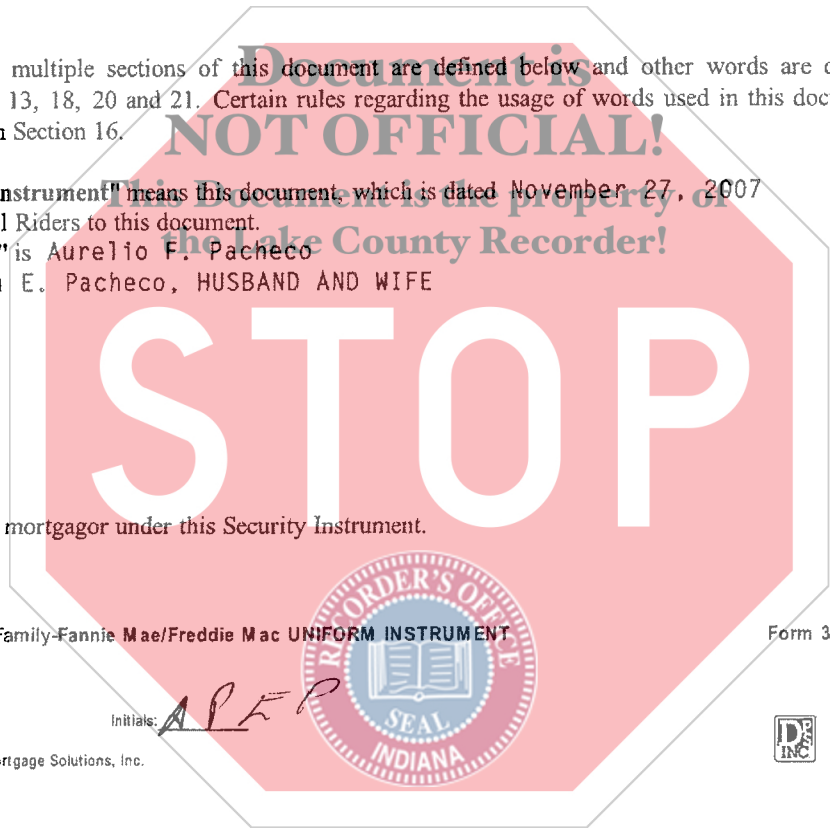 Document is
multiple sections of this document are defined below and other words are
13, 18, 20 and 21. Certain rules regarding the usage of words used in this
NOT OFFICIAL!
Section 16.
This Document is the property of
nstrument" means this document, which is dated November 27, 2007
Riders to this document.
the Lake County Recorder!
" is Aurelio F. Pacheco
E. Pacheco, HUSBAND AND WIFE
STOP
mortgagor under this Security Instrument.
RECORDER'S OFFICE
SEAL
INDIANA
Family-Fannie Mae/Freddie Mac UNIFORM INSTRUMENT Form 3
Initials: AP EP
rtgage Solutions, Inc.
DPS INC